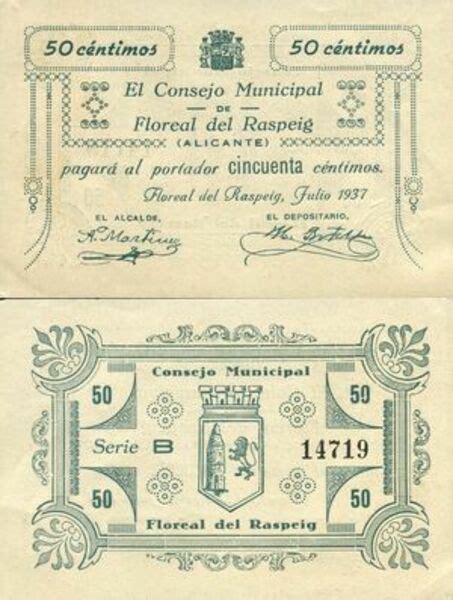 50 céntimos 50 céntimos
El Consejo Municipal
DE
Floreal del Raspeig
(ALICANTE)
pagará al portador cincuenta céntimos.
Floreal del Raspeig, Julio 1937
EL ALCALDE, EL DEPOSITARIO,
A. Martínez
Consejo Municipal
50 50
Serie B 14719
50 50
Floreal del Raspeig